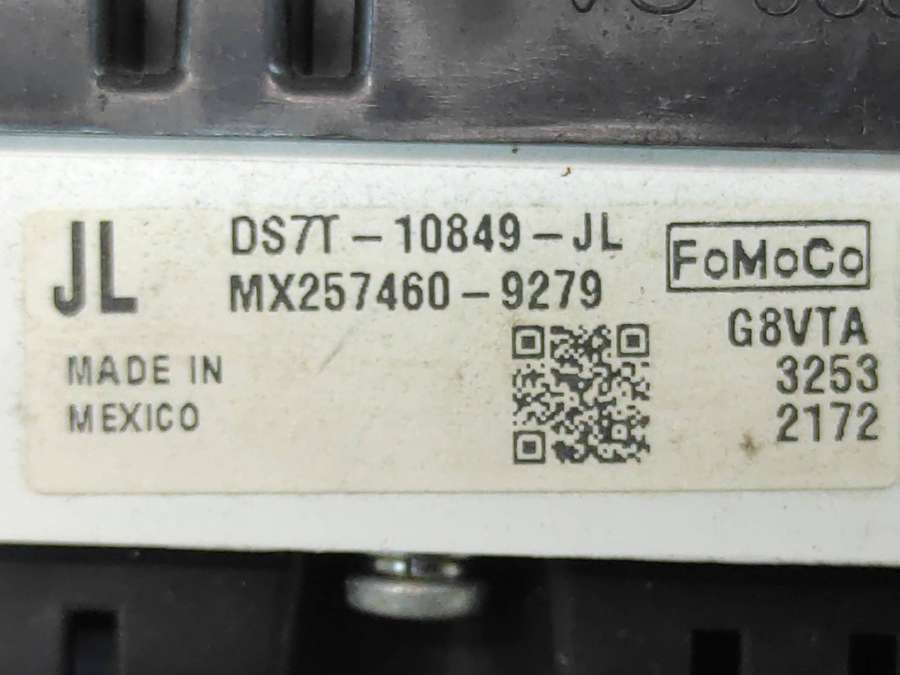 JL
DS7T-10849-JL
MX257460-9279
FoMoCo
G8VTA
3253
2172
MADE IN
MEXICO